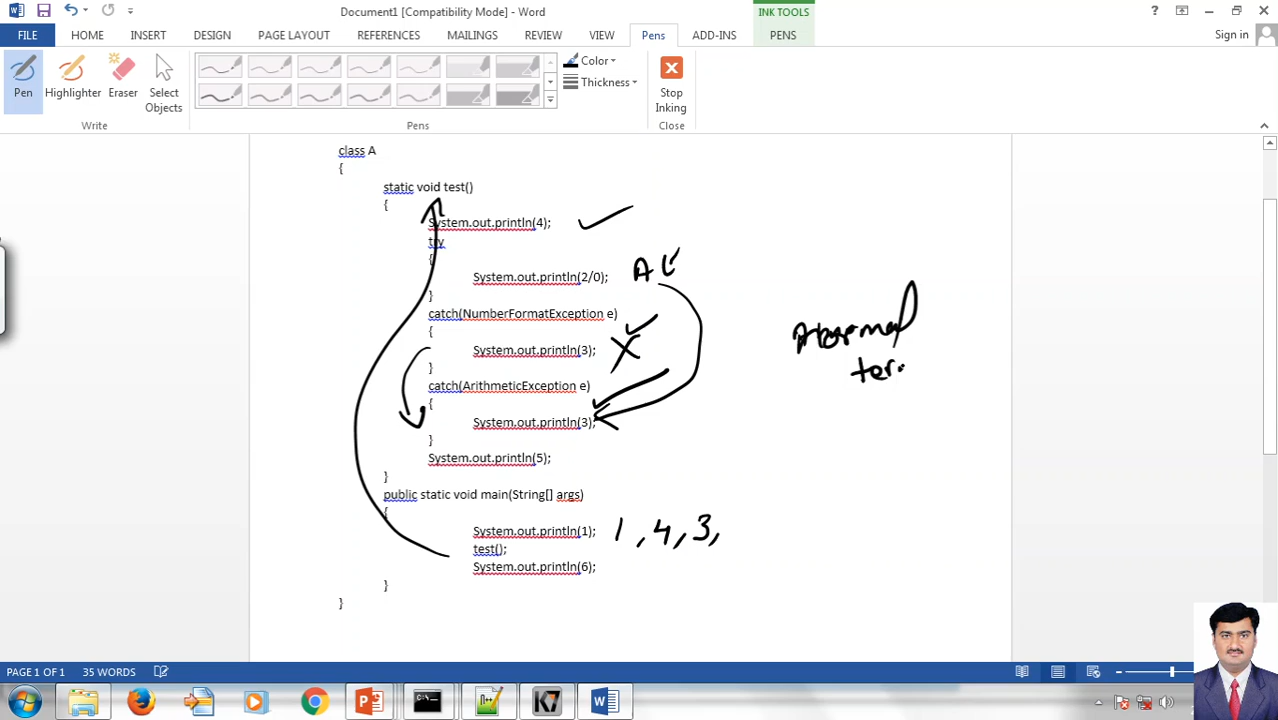 Document1 [Compatibility Mode] - Word
INK TOOLS
FILE HOME INSERT DESIGN PAGE LAYOUT REFERENCES MAILINGS REVIEW VIEW Pens ADD-INS PENS
Sign in
Pen Highlighter Eraser Select Objects
Color
Thickness
Stop Inking
Write Pens Close
class A
{
static void test()
{
System.out.println(4);
try
{
System.out.println(2/0); A E
}
catch(NumberFormatException e)
{
System.out.println(3);
}
catch(ArithmeticException e)
{
System.out.println(3);
}
System.out.println(5);
}
public static void main(String[] args)
{
System.out.println(1); 1, 4, 3,
test();
System.out.println(6);
}
}
Abormal
ter
PAGE 1 OF 1 35 WORDS